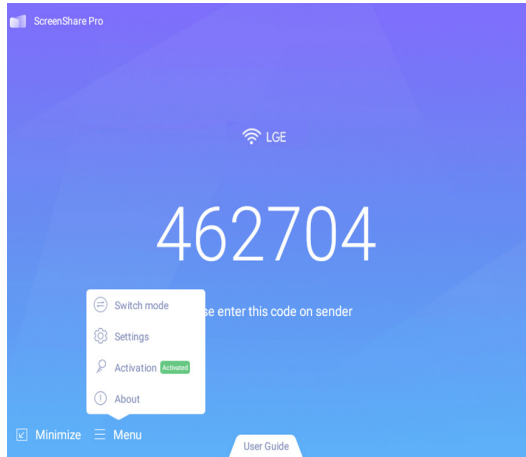 ScreenShare Pro
LGE
462704
se enter this code on sender
Switch mode
Settings
Activation Activated
About
Minimize Menu
User Guide